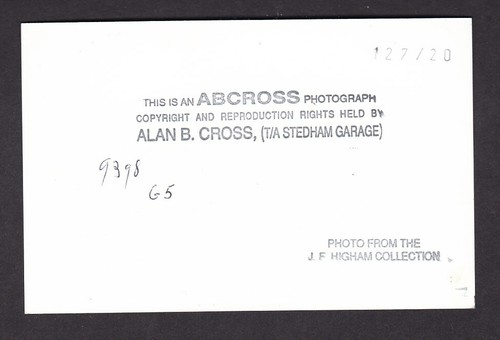 127/20
THIS IS AN ABCROSS PHOTOGRAPH
COPYRIGHT AND REPRODUCTION RIGHTS HELD BY
ALAN B. CROSS, (T/A STEDHAM GARAGE)
9398
G5
PHOTO FROM THE
J. F. HIGHAM COLLECTION